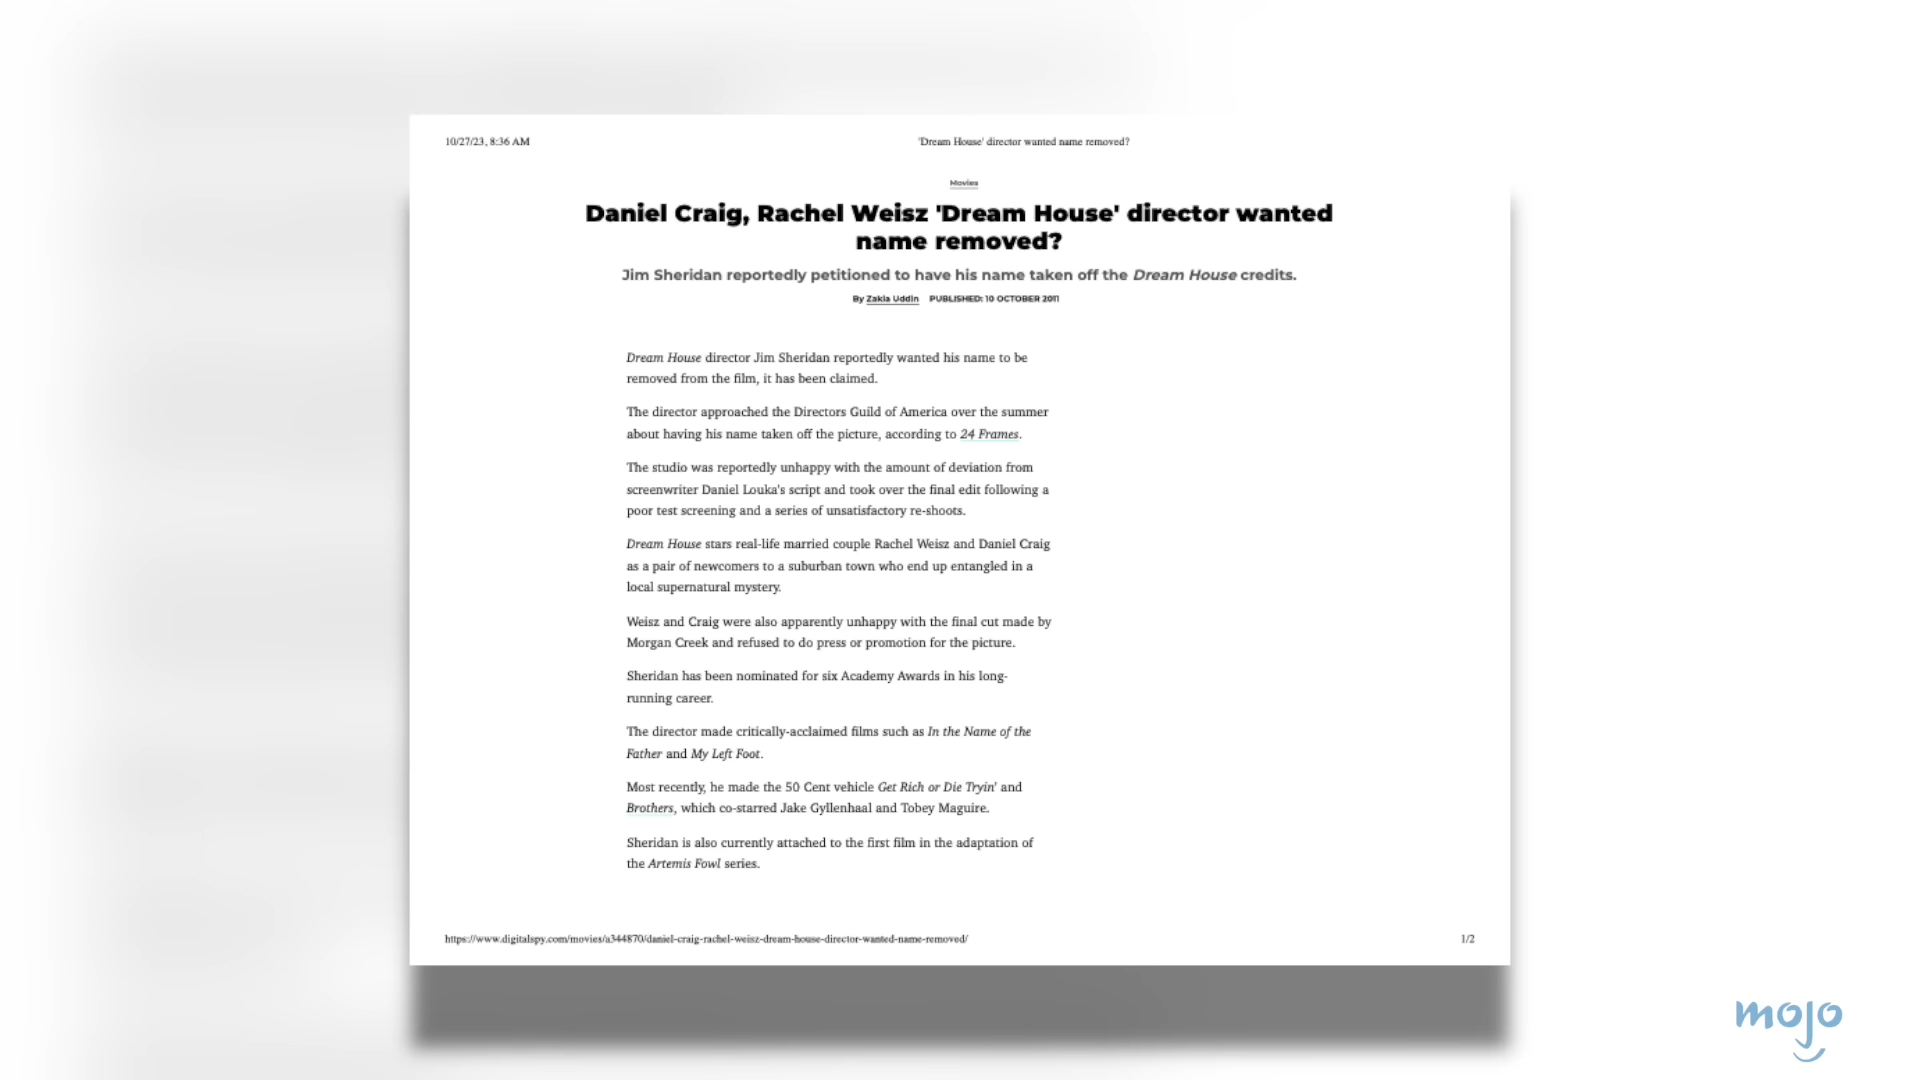 10/27/23, 8:36 AM
'Dream House' director wanted name removed?
Movies
Daniel Craig, Rachel Weisz 'Dream House' director wanted
name removed?
Jim Sheridan reportedly petitioned to have his name taken off the Dream House credits.
By Zakia Uddin PUBLISHED: 10 OCTOBER 2011
Dream House director Jim Sheridan reportedly wanted his name to be
removed from the film, it has been claimed.
The director approached the Directors Guild of America over the summer
about having his name taken off the picture, according to 24 Frames.
The studio was reportedly unhappy with the amount of deviation from
screenwriter Daniel Louka's script and took over the final edit following a
poor test screening and a series of unsatisfactory re-shoots.
Dream House stars real-life married couple Rachel Weisz and Daniel Craig
as a pair of newcomers to a suburban town who end up entangled in a
local supernatural mystery.
Weisz and Craig were also apparently unhappy with the final cut made by
Morgan Creek and refused to do press or promotion for the picture.
Sheridan has been nominated for six Academy Awards in his long-
running career.
The director made critically-acclaimed films such as In the Name of the
Father and My Left Foot.
Most recently, he made the 50 Cent vehicle Get Rich or Die Tryin' and
Brothers, which co-starred Jake Gyllenhaal and Tobey Maguire.
Sheridan is also currently attached to the first film in the adaptation of
the Artemis Fowl series.
https://www.digitalspy.com/movies/a344870/daniel-craig-rachel-weisz-dream-house-director-wanted-name-removed/
1/2
mojo